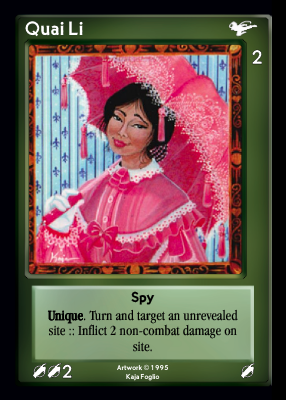 Quai Li
2
Spy
Unique. Turn and target an unrevealed
site :: Inflict 2 non-combat damage on
site.
2
Artwork © 1995
Kaja Foglio